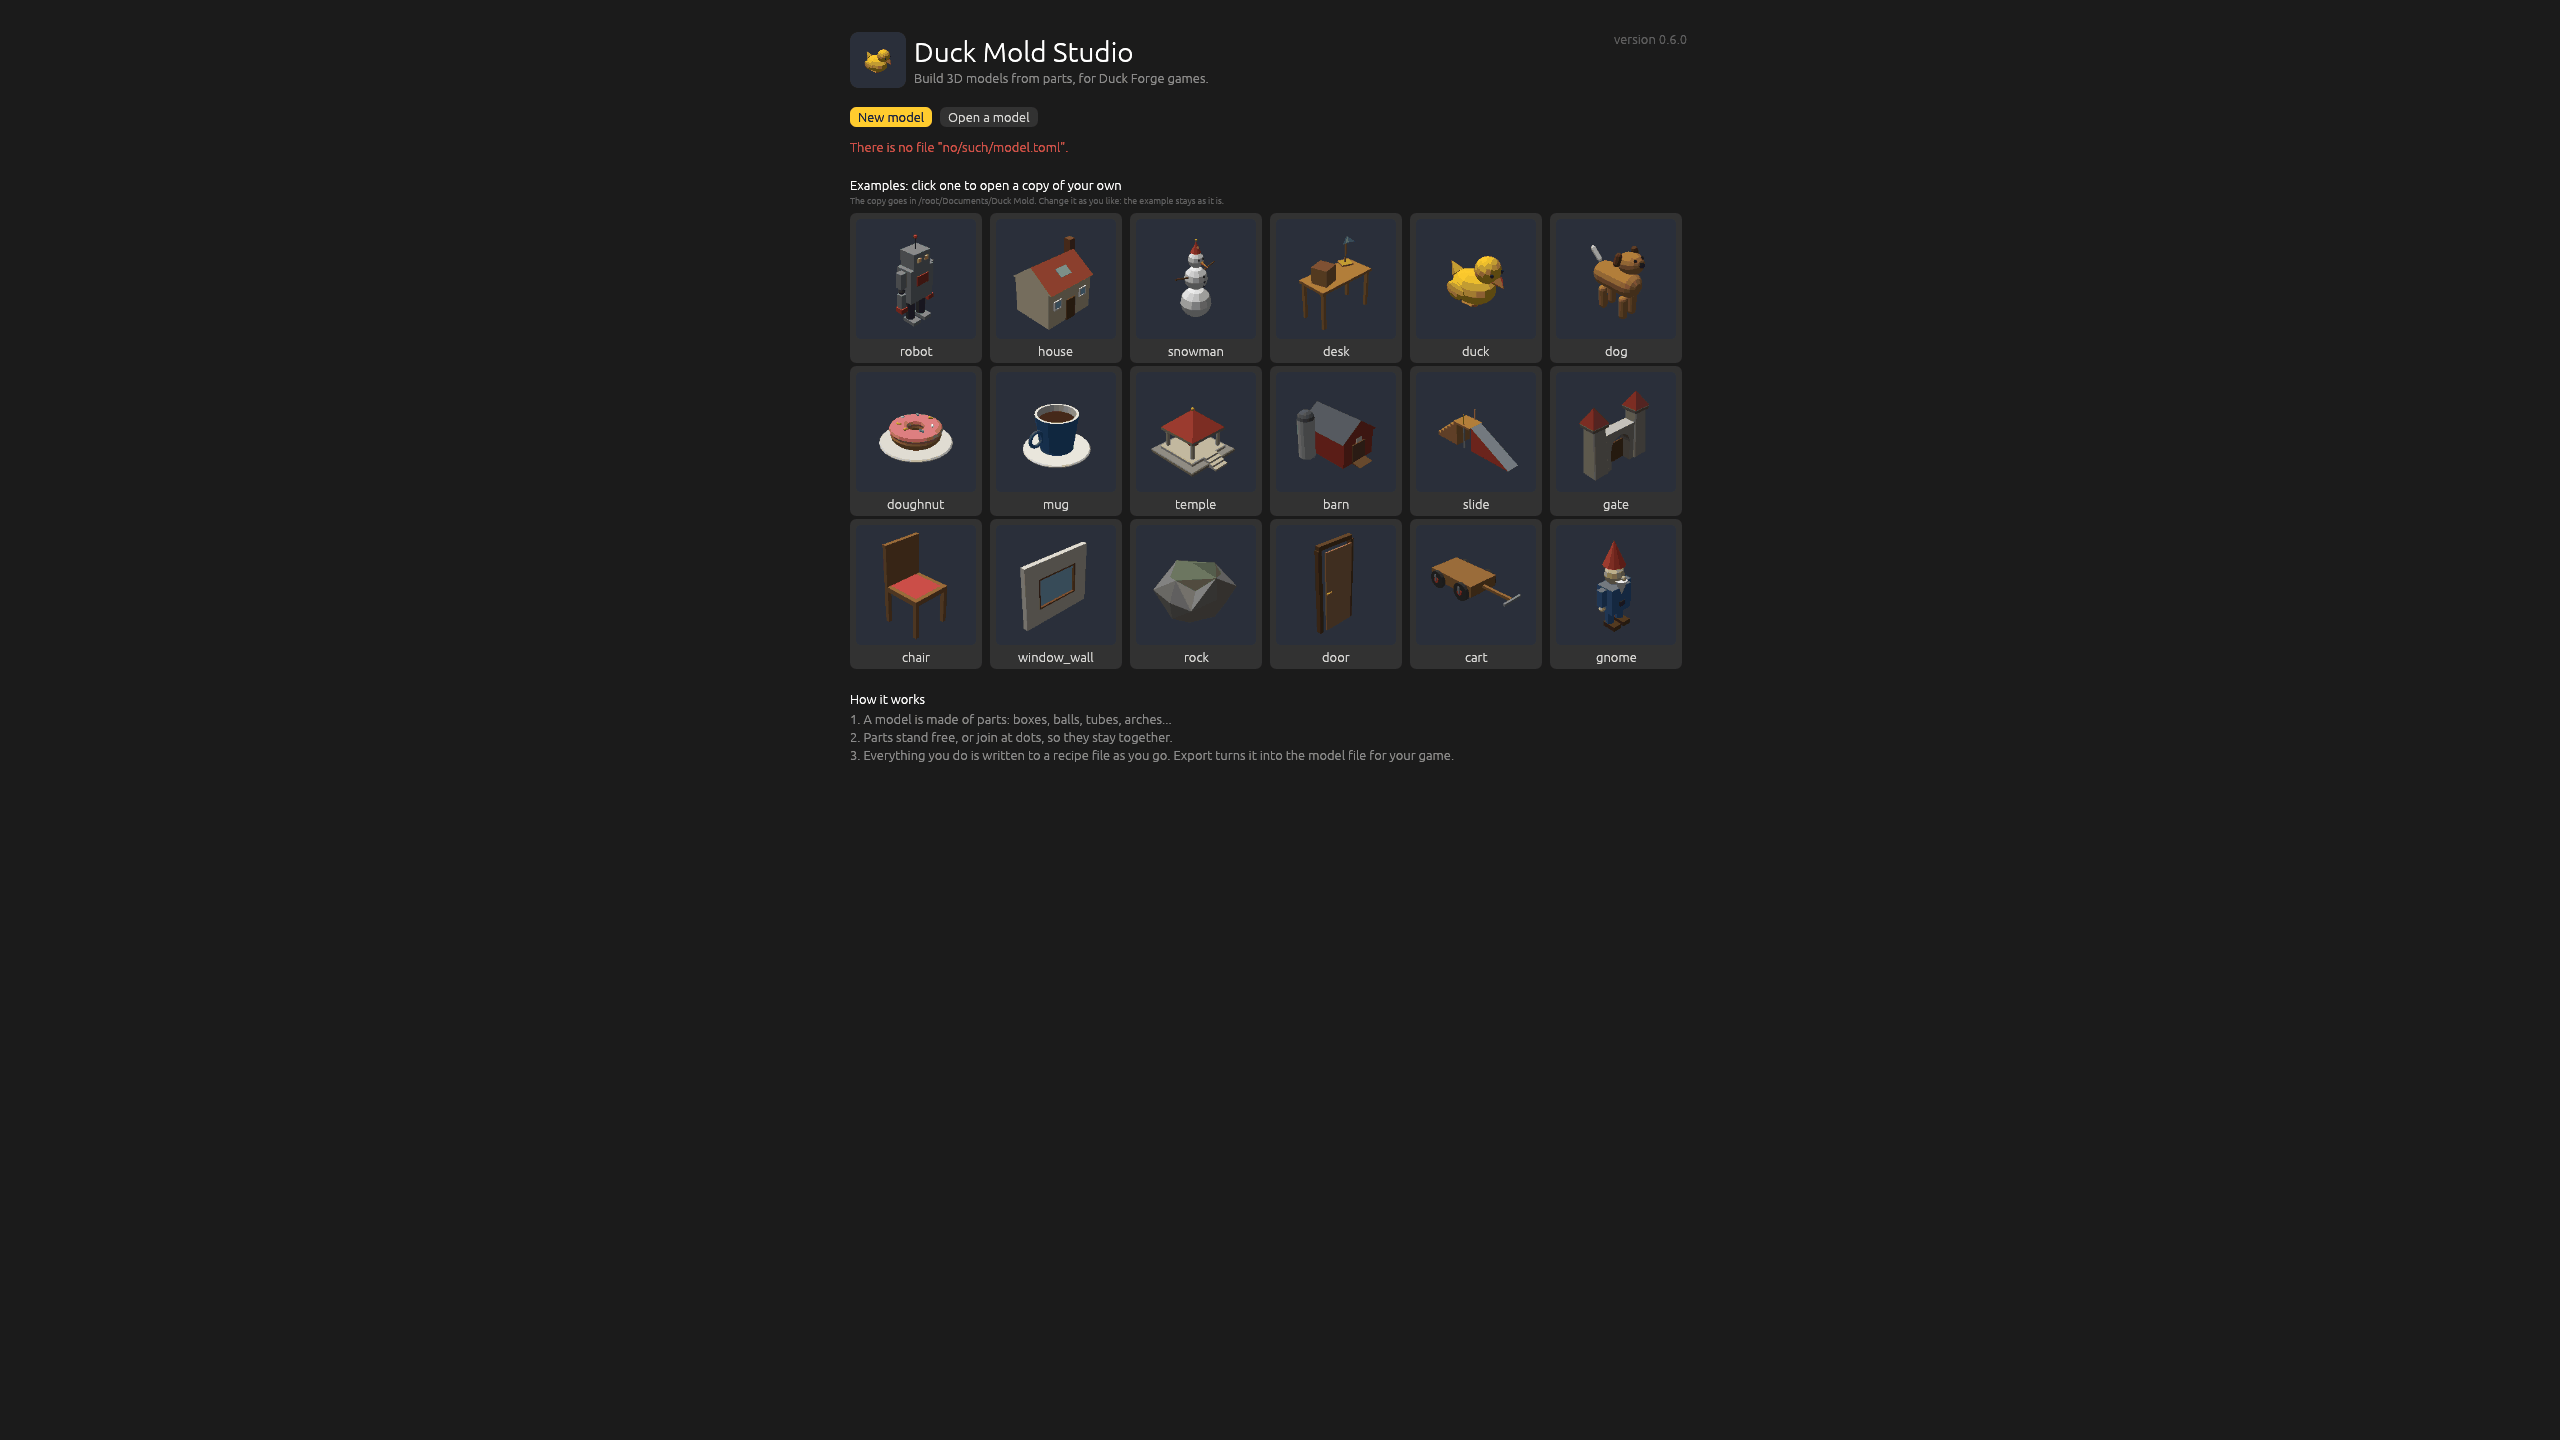 Duck Mold Studio
version 0.6.0
Build 3D models from parts, for Duck Forge games.
New model
Open a model
There is no file "no/such/model.toml".
Examples: click one to open a copy of your own
The copy goes in /root/Documents/Duck Mold. Change it as you like: the example stays as it is.
robot
house
snowman
desk
duck
dog
doughnut
mug
temple
barn
slide
gate
chair
window_wall
rock
door
cart
gnome
How it works
1. A model is made of parts: boxes, balls, tubes, arches...
2. Parts stand free, or join at dots, so they stay together.
3. Everything you do is written to a recipe file as you go. Export turns it into the model file for your game.